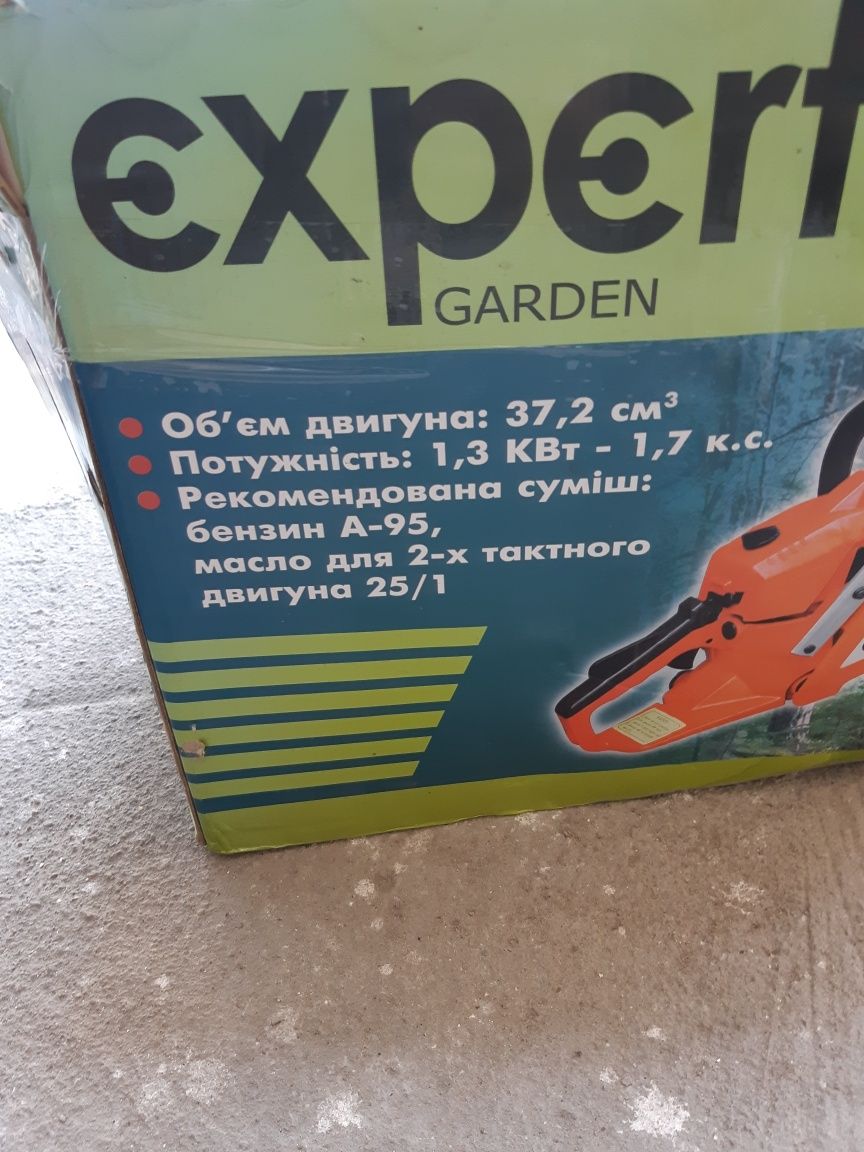 expert
GARDEN
• Об'єм двигуна: 37,2 см³
• Потужність: 1,3 КВт - 1,7 к.с.
• Рекомендована суміш:
бензин А-95,
масло для 2-х тактного
двигуна 25/1